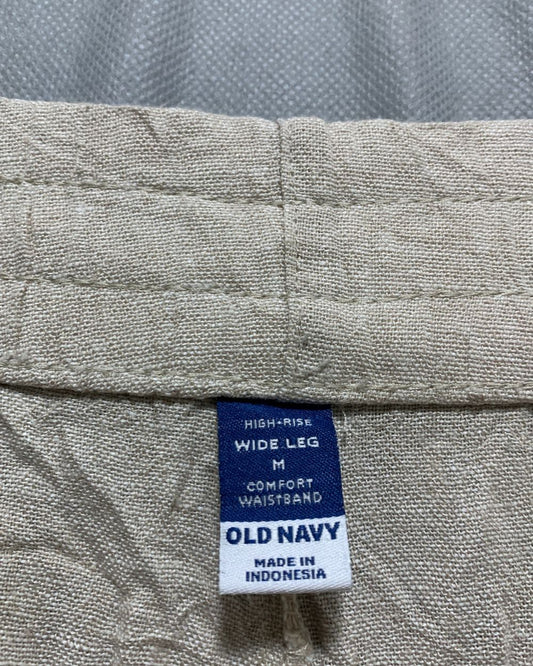 HIGH-RISE
WIDE LEG
M
COMFORT
WAISTBAND
OLD NAVY
MADE IN
INDONESIA